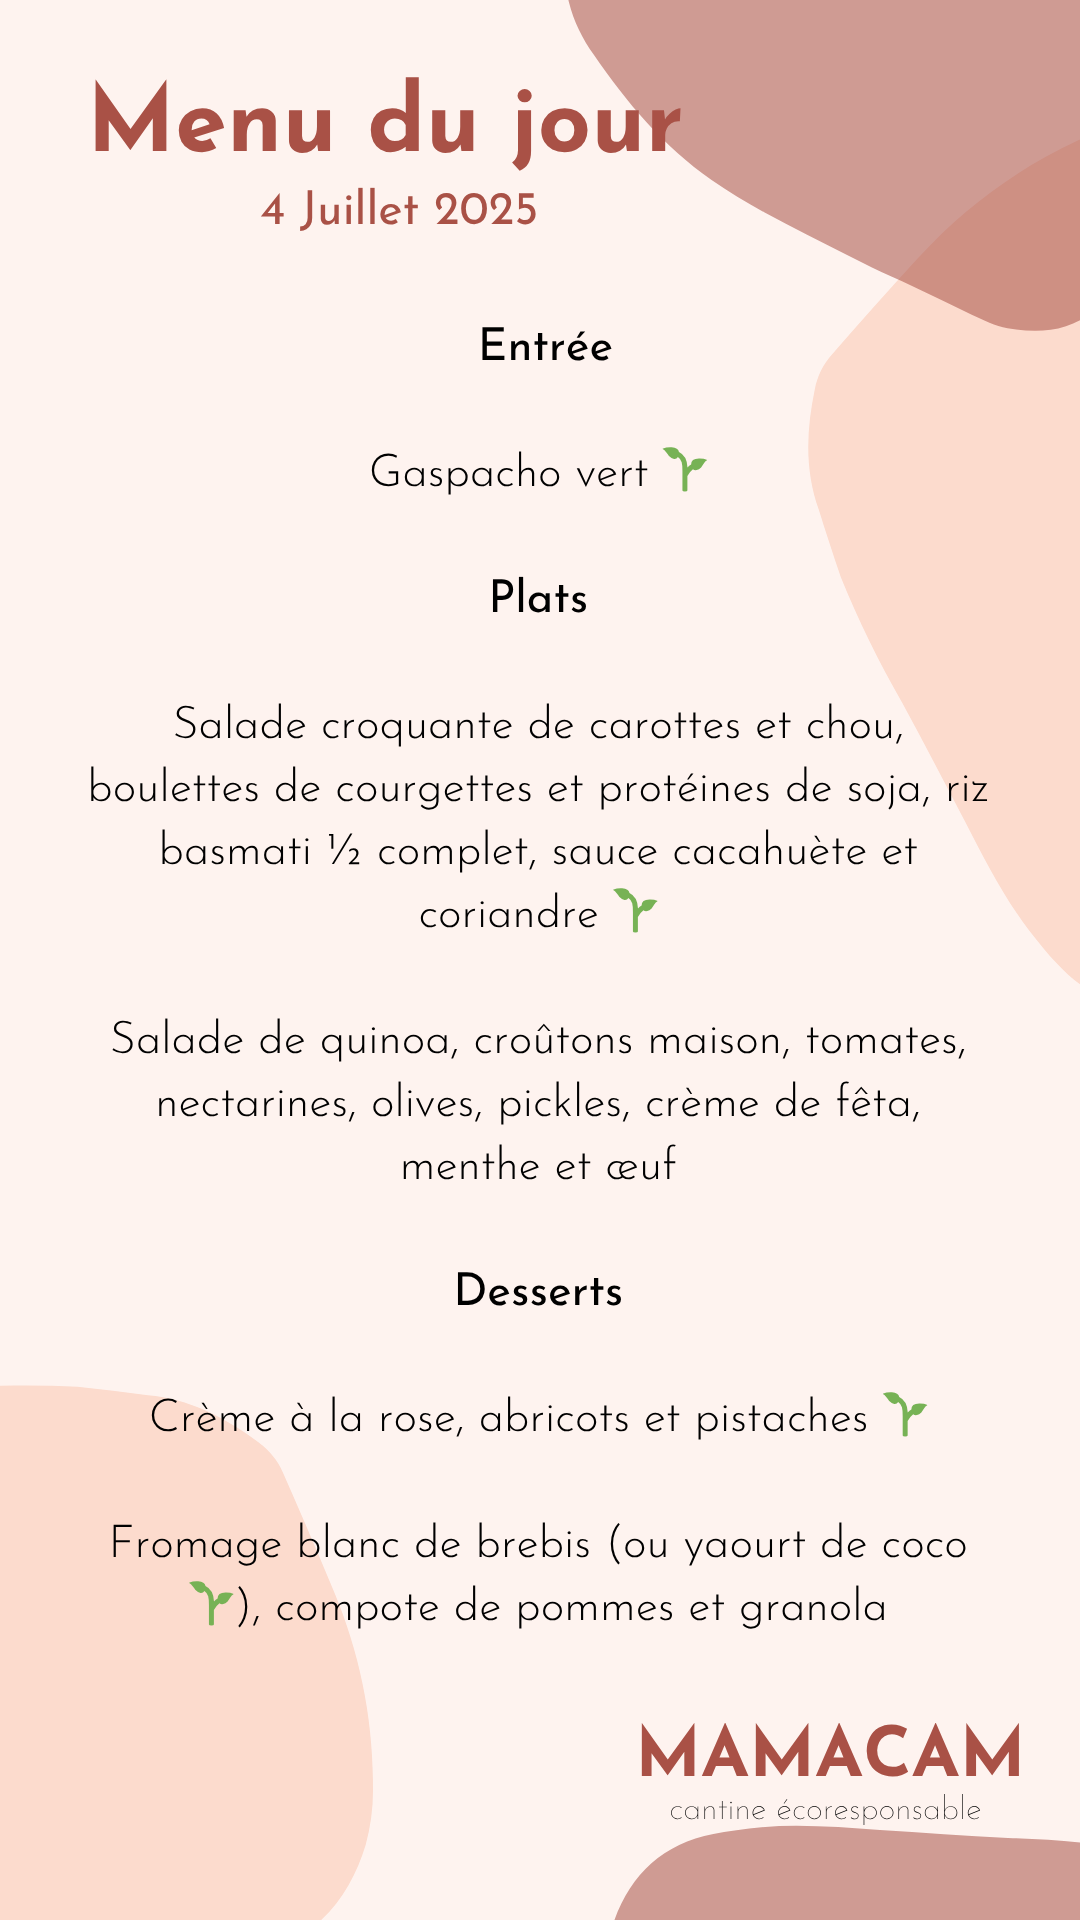 Menu du jour
4 Juillet 2025
Entrée
Gaspacho vert 🌱
Plats
Salade croquante de carottes et chou,
boulettes de courgettes et protéines de soja, riz
basmati ½ complet, sauce cacahuète et
coriandre 🌱
Salade de quinoa, croûtons maison, tomates,
nectarines, olives, pickles, crème de fêta,
menthe et œuf
Desserts
Crème à la rose, abricots et pistaches 🌱
Fromage blanc de brebis (ou yaourt de coco
🌱), compote de pommes et granola
MAMACAM
cantine écoresponsable